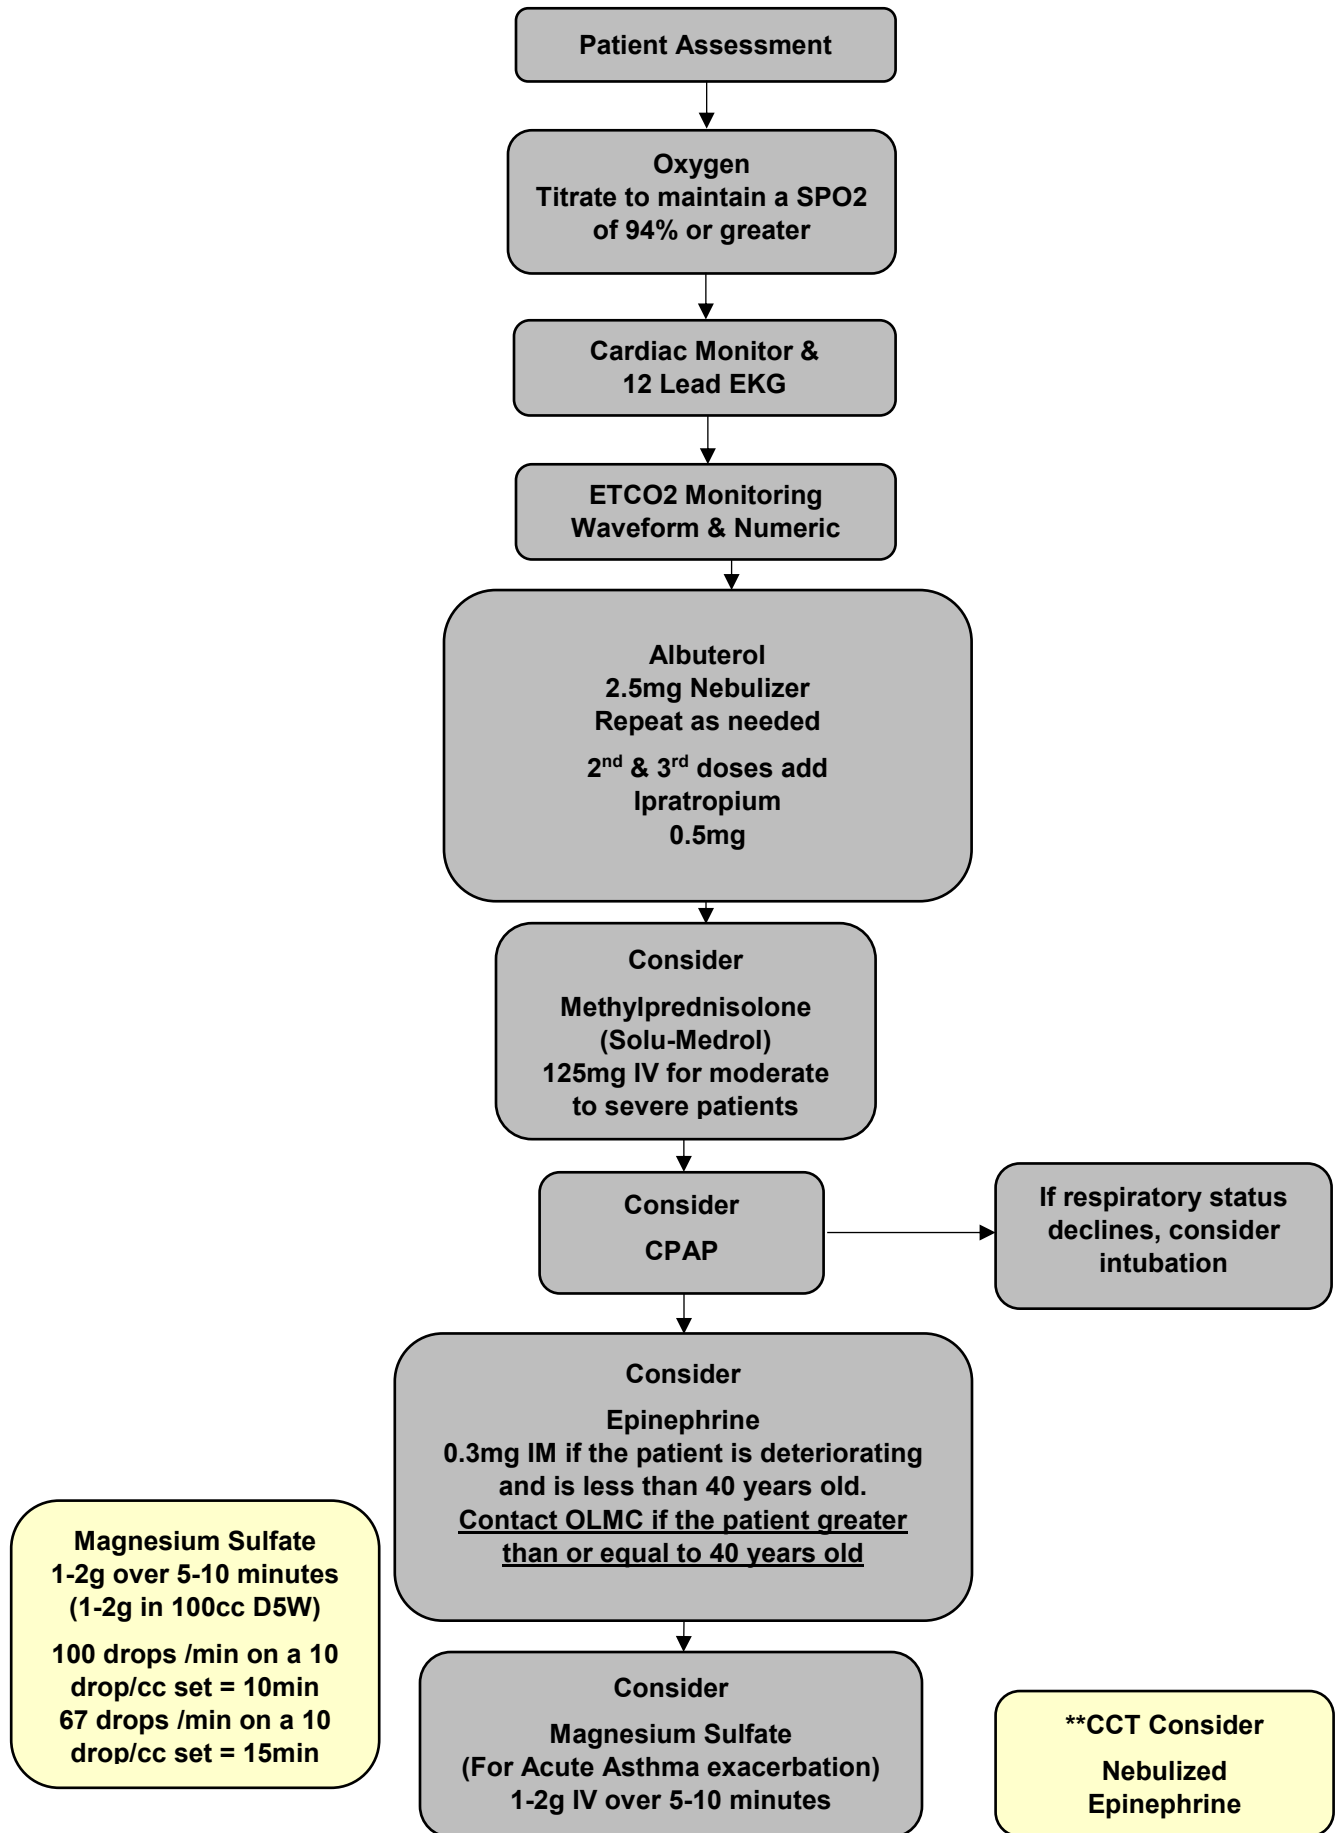 Patient Assessment
Oxygen
Titrate to maintain a SPO2
of 94% or greater
Cardiac Monitor &
12 Lead EKG
ETCO2 Monitoring
Waveform & Numeric
Albuterol
2.5mg Nebulizer
Repeat as needed
2nd & 3rd doses add
Ipratropium
0.5mg
Consider
Methylprednisolone
(Solu-Medrol)
125mg IV for moderate
to severe patients
Consider
CPAP
If respiratory status
declines, consider
intubation
Consider
Epinephrine
0.3mg IM if the patient is deteriorating
and is less than 40 years old.
Contact OLMC if the patient greater
than or equal to 40 years old
Magnesium Sulfate
1-2g over 5-10 minutes
(1-2g in 100cc D5W)
100 drops /min on a 10
drop/cc set = 10min
67 drops /min on a 10
drop/cc set = 15min
Consider
Magnesium Sulfate
(For Acute Asthma exacerbation)
1-2g IV over 5-10 minutes
**CCT Consider
Nebulized
Epinephrine